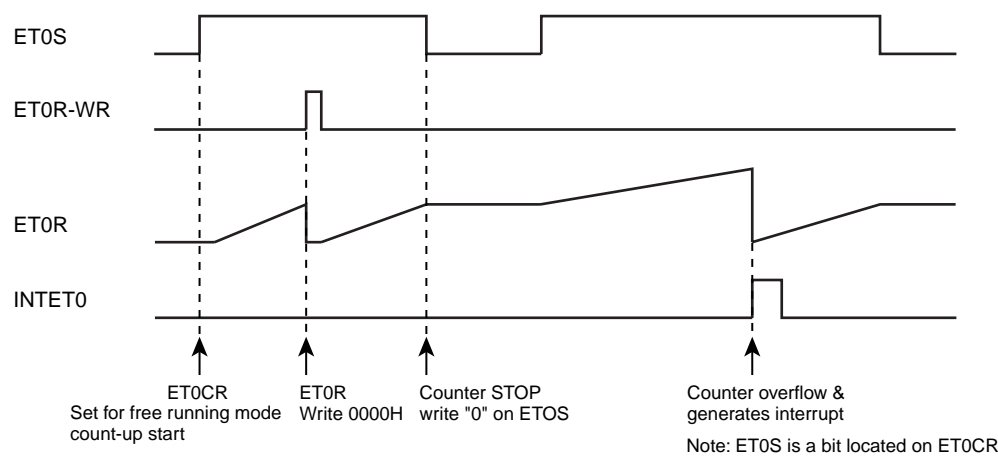 ET0S
ET0R-WR
ET0R
INTET0
ET0CR
Set for free running mode
count-up start
ET0R
Write 0000H
Counter STOP
write "0" on ETOS
Counter overflow &
generates interrupt
Note: ET0S is a bit located on ET0CR